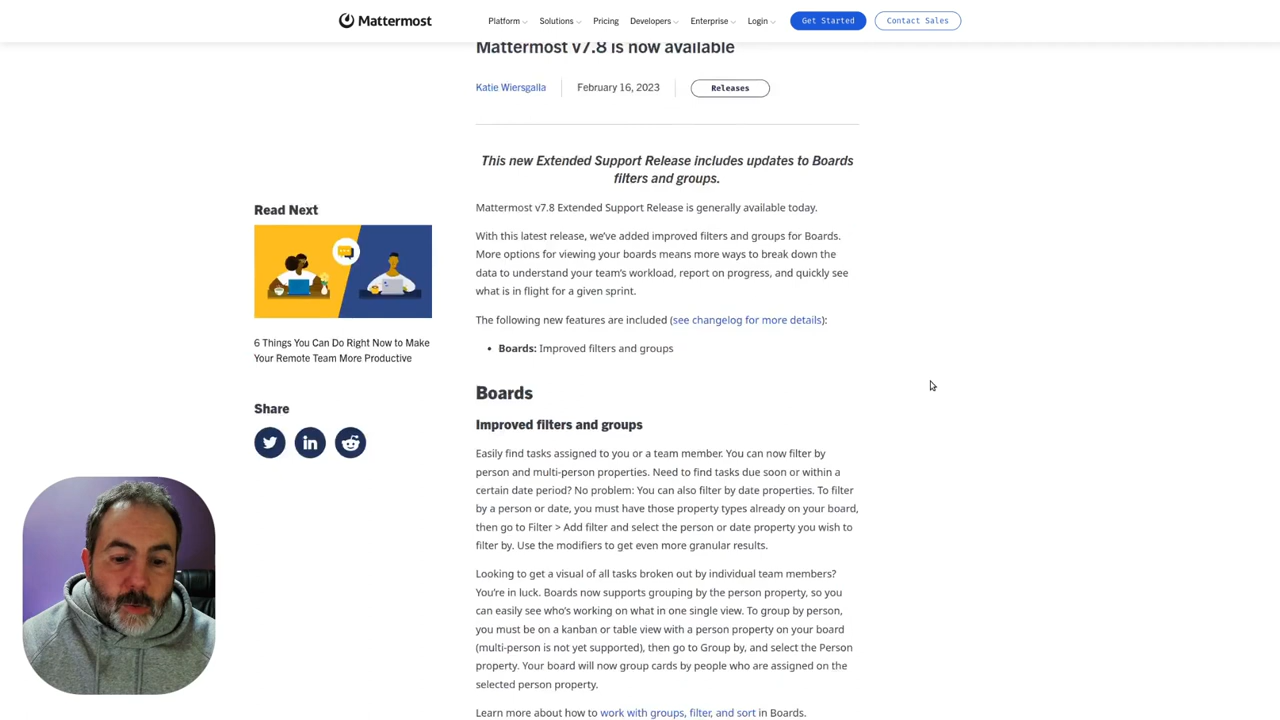 Mattermost
Platform
Solutions
Pricing
Developers
Enterprise
Login
Get Started
Contact Sales
Mattermost v7.8 is now available
Katie Wiersgalla
February 16, 2023
Releases
This new Extended Support Release includes updates to Boards
filters and groups.
Mattermost v7.8 Extended Support Release is generally available today.
With this latest release, we've added improved filters and groups for Boards.
More options for viewing your boards means more ways to break down the
data to understand your team's workload, report on progress, and quickly see
what is in flight for a given sprint.
The following new features are included (see changelog for more details):
• Boards: Improved filters and groups
Boards
Improved filters and groups
Easily find tasks assigned to you or a team member. You can now filter by
person and multi-person properties. Need to find tasks due soon or within a
certain date period? No problem: You can also filter by date properties. To filter
by a person or date, you must have those property types already on your board,
then go to Filter > Add filter and select the person or date property you wish to
filter by. Use the modifiers to get even more granular results.
Looking to get a visual of all tasks broken out by individual team members?
You're in luck. Boards now supports grouping by the person property, so you
can easily see who's working on what in one single view. To group by person,
you must be on a kanban or table view with a person property on your board
(multi-person is not yet supported), then go to Group by, and select the Person
property. Your board will now group cards by people who are assigned on the
selected person property.
Learn more about how to work with groups, filter, and sort in Boards.
Read Next
6 Things You Can Do Right Now to Make
Your Remote Team More Productive
Share